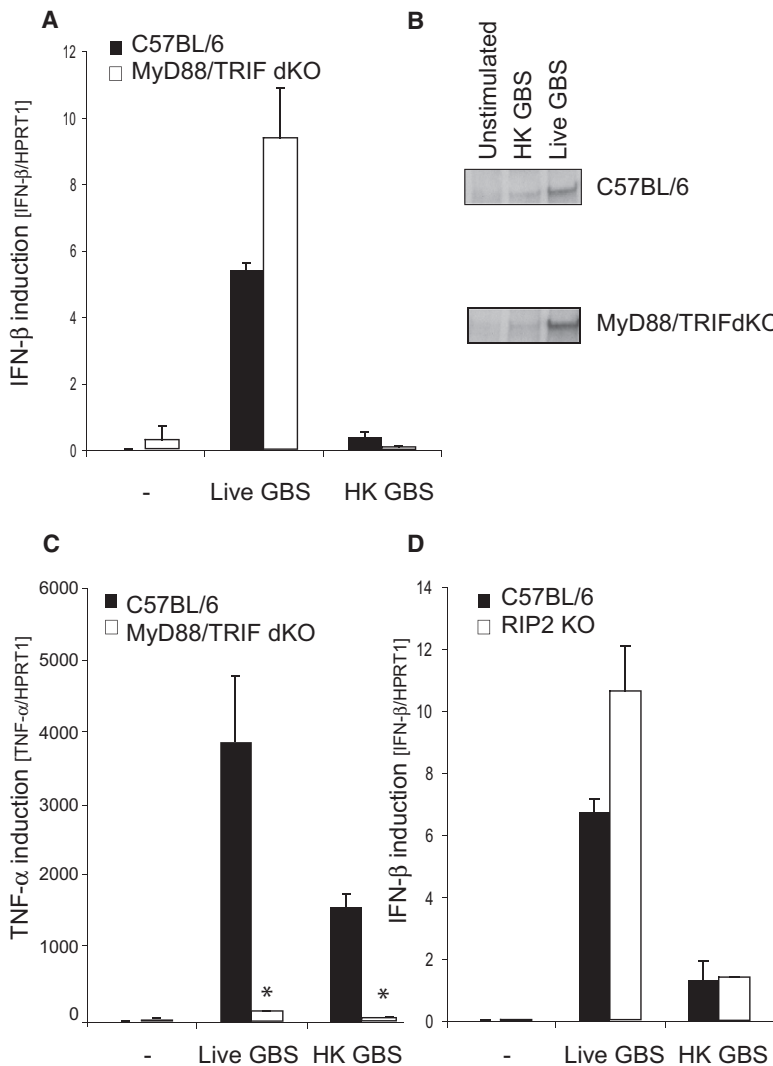 A
C57BL/6
MyD88/TRIF dKO
IFN-β induction [IFN-β/HPRT1]
12
10
8
6
4
2
0
-
Live GBS
HK GBS
B
Unstimulated
HK GBS
Live GBS
C57BL/6
MyD88/TRIFdKO
C
C57BL/6
MyD88/TRIF dKO
TNF-α induction [TNF-α/HPRT1]
6000
5000
4000
3000
2000
1000
0
*
*
-
Live GBS
HK GBS
D
C57BL/6
RIP2 KO
IFN-β induction [IFN-β/HPRT1]
14
12
10
8
6
4
2
0
-
Live GBS
HK GBS